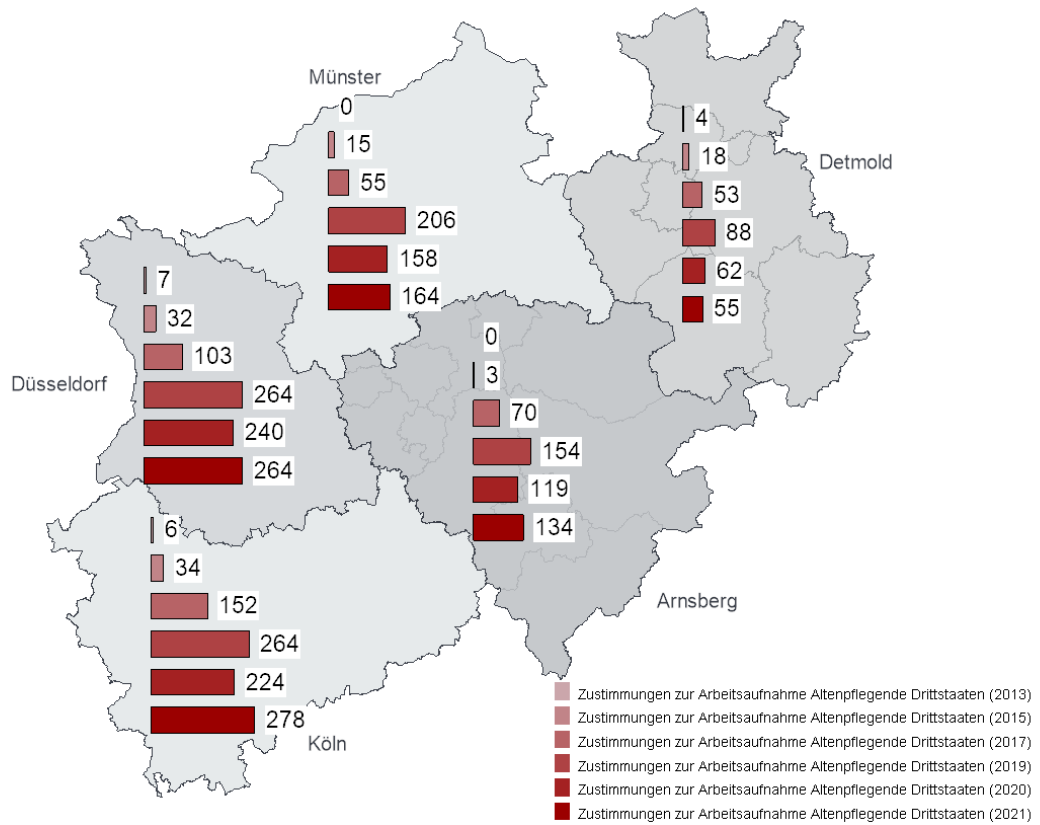 Münster
0
15
55
206
158
164
Detmold
4
18
53
88
62
55
Düsseldorf
7
32
103
264
240
264
Arnsberg
0
3
70
154
119
134
Köln
6
34
152
264
224
278
Zustimmungen zur Arbeitsaufnahme Altenpflegende Drittstaaten (2013)
Zustimmungen zur Arbeitsaufnahme Altenpflegende Drittstaaten (2015)
Zustimmungen zur Arbeitsaufnahme Altenpflegende Drittstaaten (2017)
Zustimmungen zur Arbeitsaufnahme Altenpflegende Drittstaaten (2019)
Zustimmungen zur Arbeitsaufnahme Altenpflegende Drittstaaten (2020)
Zustimmungen zur Arbeitsaufnahme Altenpflegende Drittstaaten (2021)